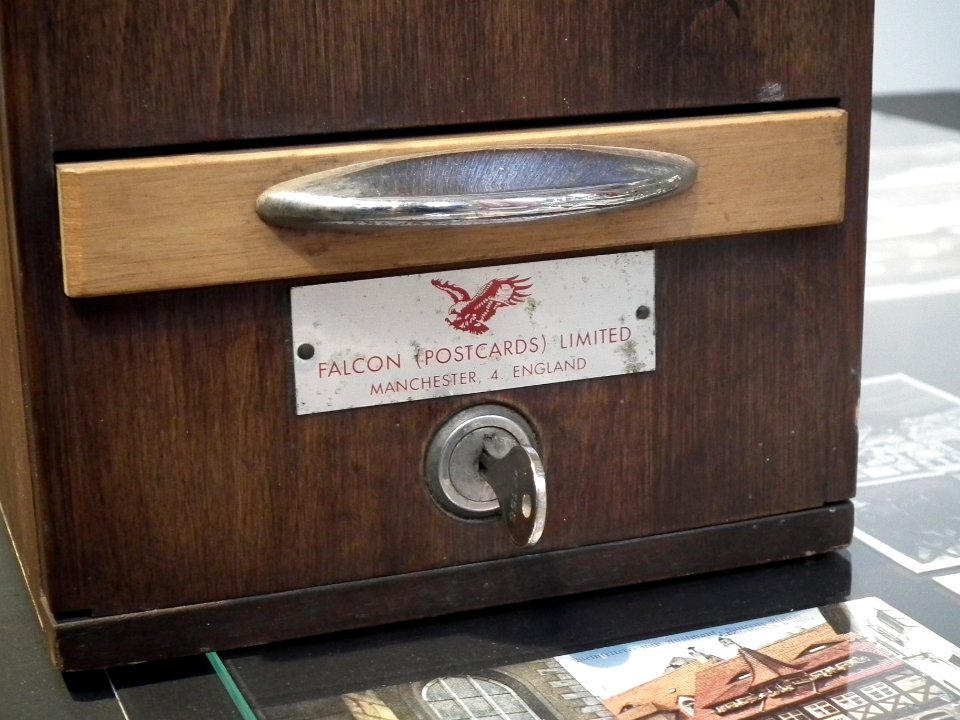 FALCON (POSTCARDS) LIMITED
MANCHESTER, 4. ENGLAND